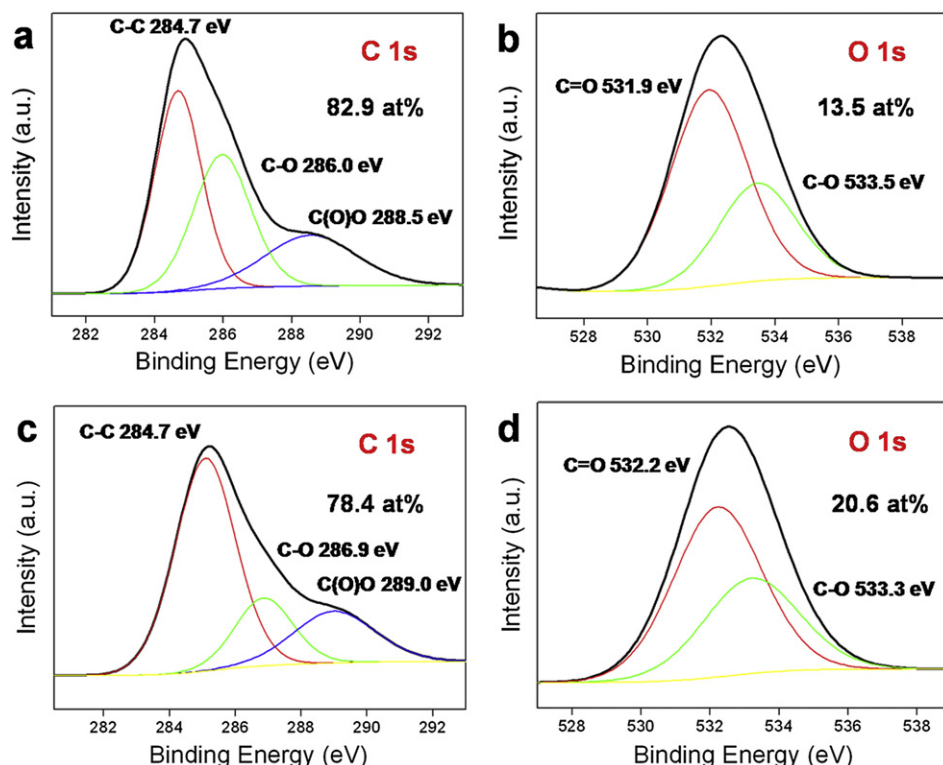 a
C-C 284.7 eV
C 1s
82.9 at%
C-O 286.0 eV
C(O)O 288.5 eV
Intensity (a.u.)
282 284 286 288 290 292
Binding Energy (eV)
b
O 1s
C=O 531.9 eV
13.5 at%
C-O 533.5 eV
Intensity (a.u.)
528 530 532 534 536 538
Binding Energy (eV)
c
C-C 284.7 eV
C 1s
78.4 at%
C-O 286.9 eV
C(O)O 289.0 eV
Intensity (a.u.)
282 284 286 288 290 292
Binding Energy (eV)
d
O 1s
C=O 532.2 eV
20.6 at%
C-O 533.3 eV
Intensity (a.u.)
528 530 532 534 536 538
Binding Energy (eV)